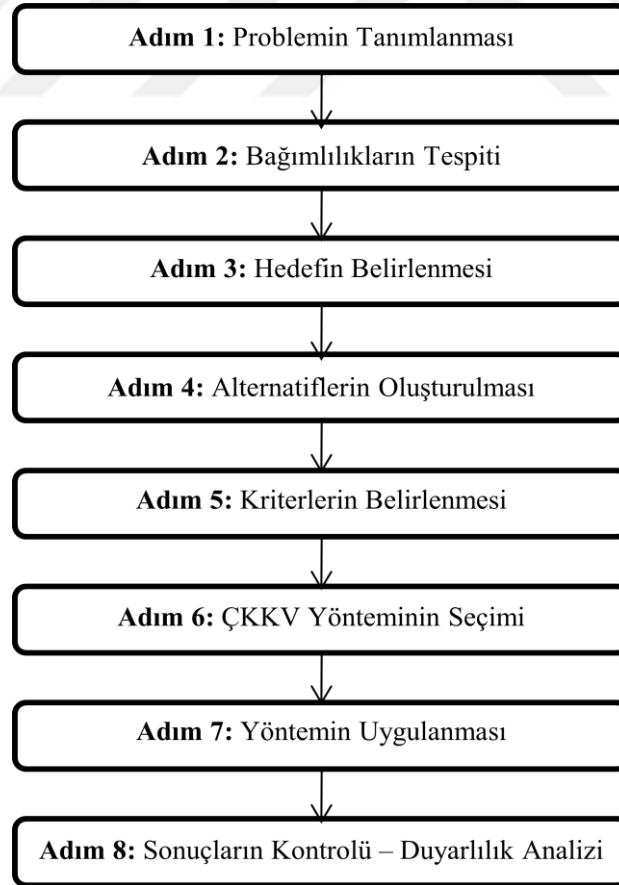 Adım 1: Problemin Tanımlanması
Adım 2: Bağımlılıkların Tespiti
Adım 3: Hedefin Belirlenmesi
Adım 4: Alternatiflerin Oluşturulması
Adım 5: Kriterlerin Belirlenmesi
Adım 6: ÇKKV Yönteminin Seçimi
Adım 7: Yöntemin Uygulanması
Adım 8: Sonuçların Kontrolü – Duyarlılık Analizi